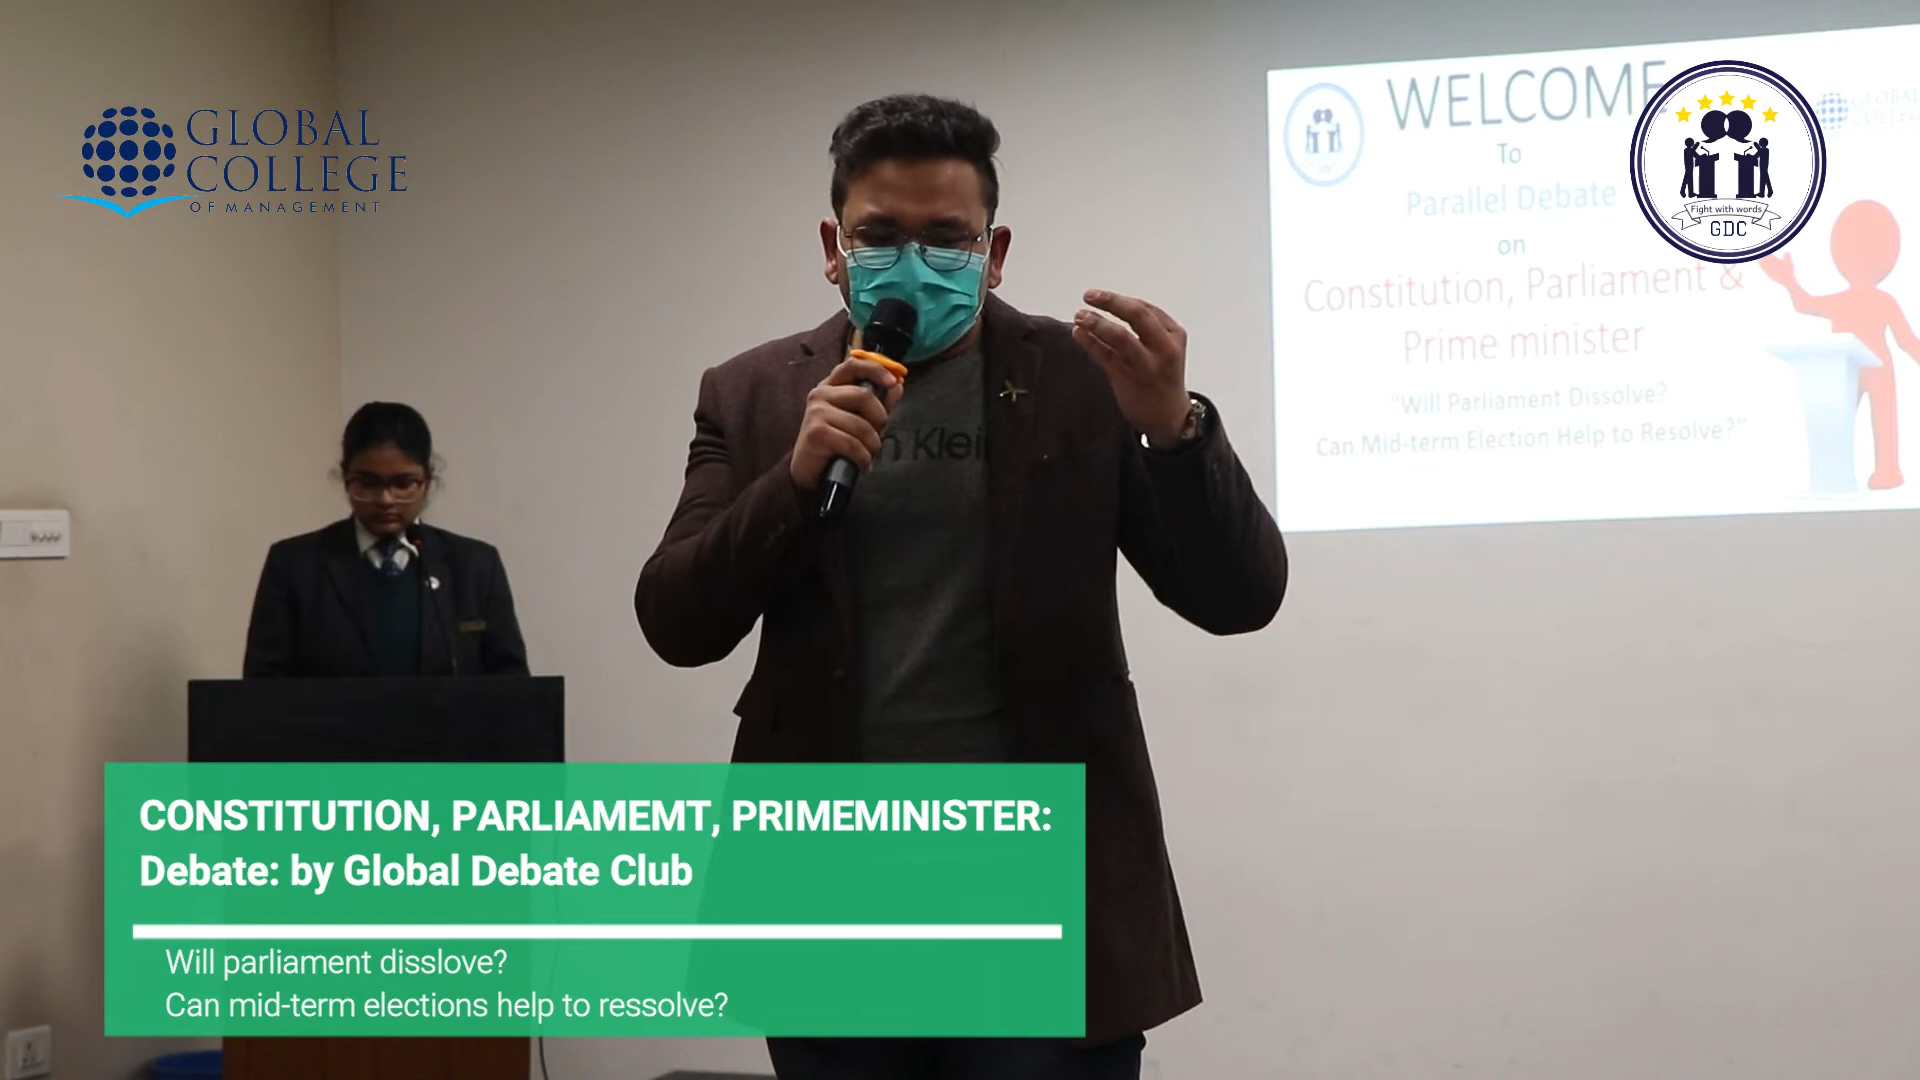 GLOBAL
COLLEGE
OF MANAGEMENT
WELCOME
To
Parallel Debate
on
Constitution, Parliament &
Prime minister
"Will Parliament Dissolve?
Can Mid-term Election Help to Resolve?"
Fight with words
GDC
GLOBAL
n Klein
CONSTITUTION, PARLIAMEMT, PRIMEMINISTER:
Debate: by Global Debate Club
Will parliament disslove?
Can mid-term elections help to ressolve?